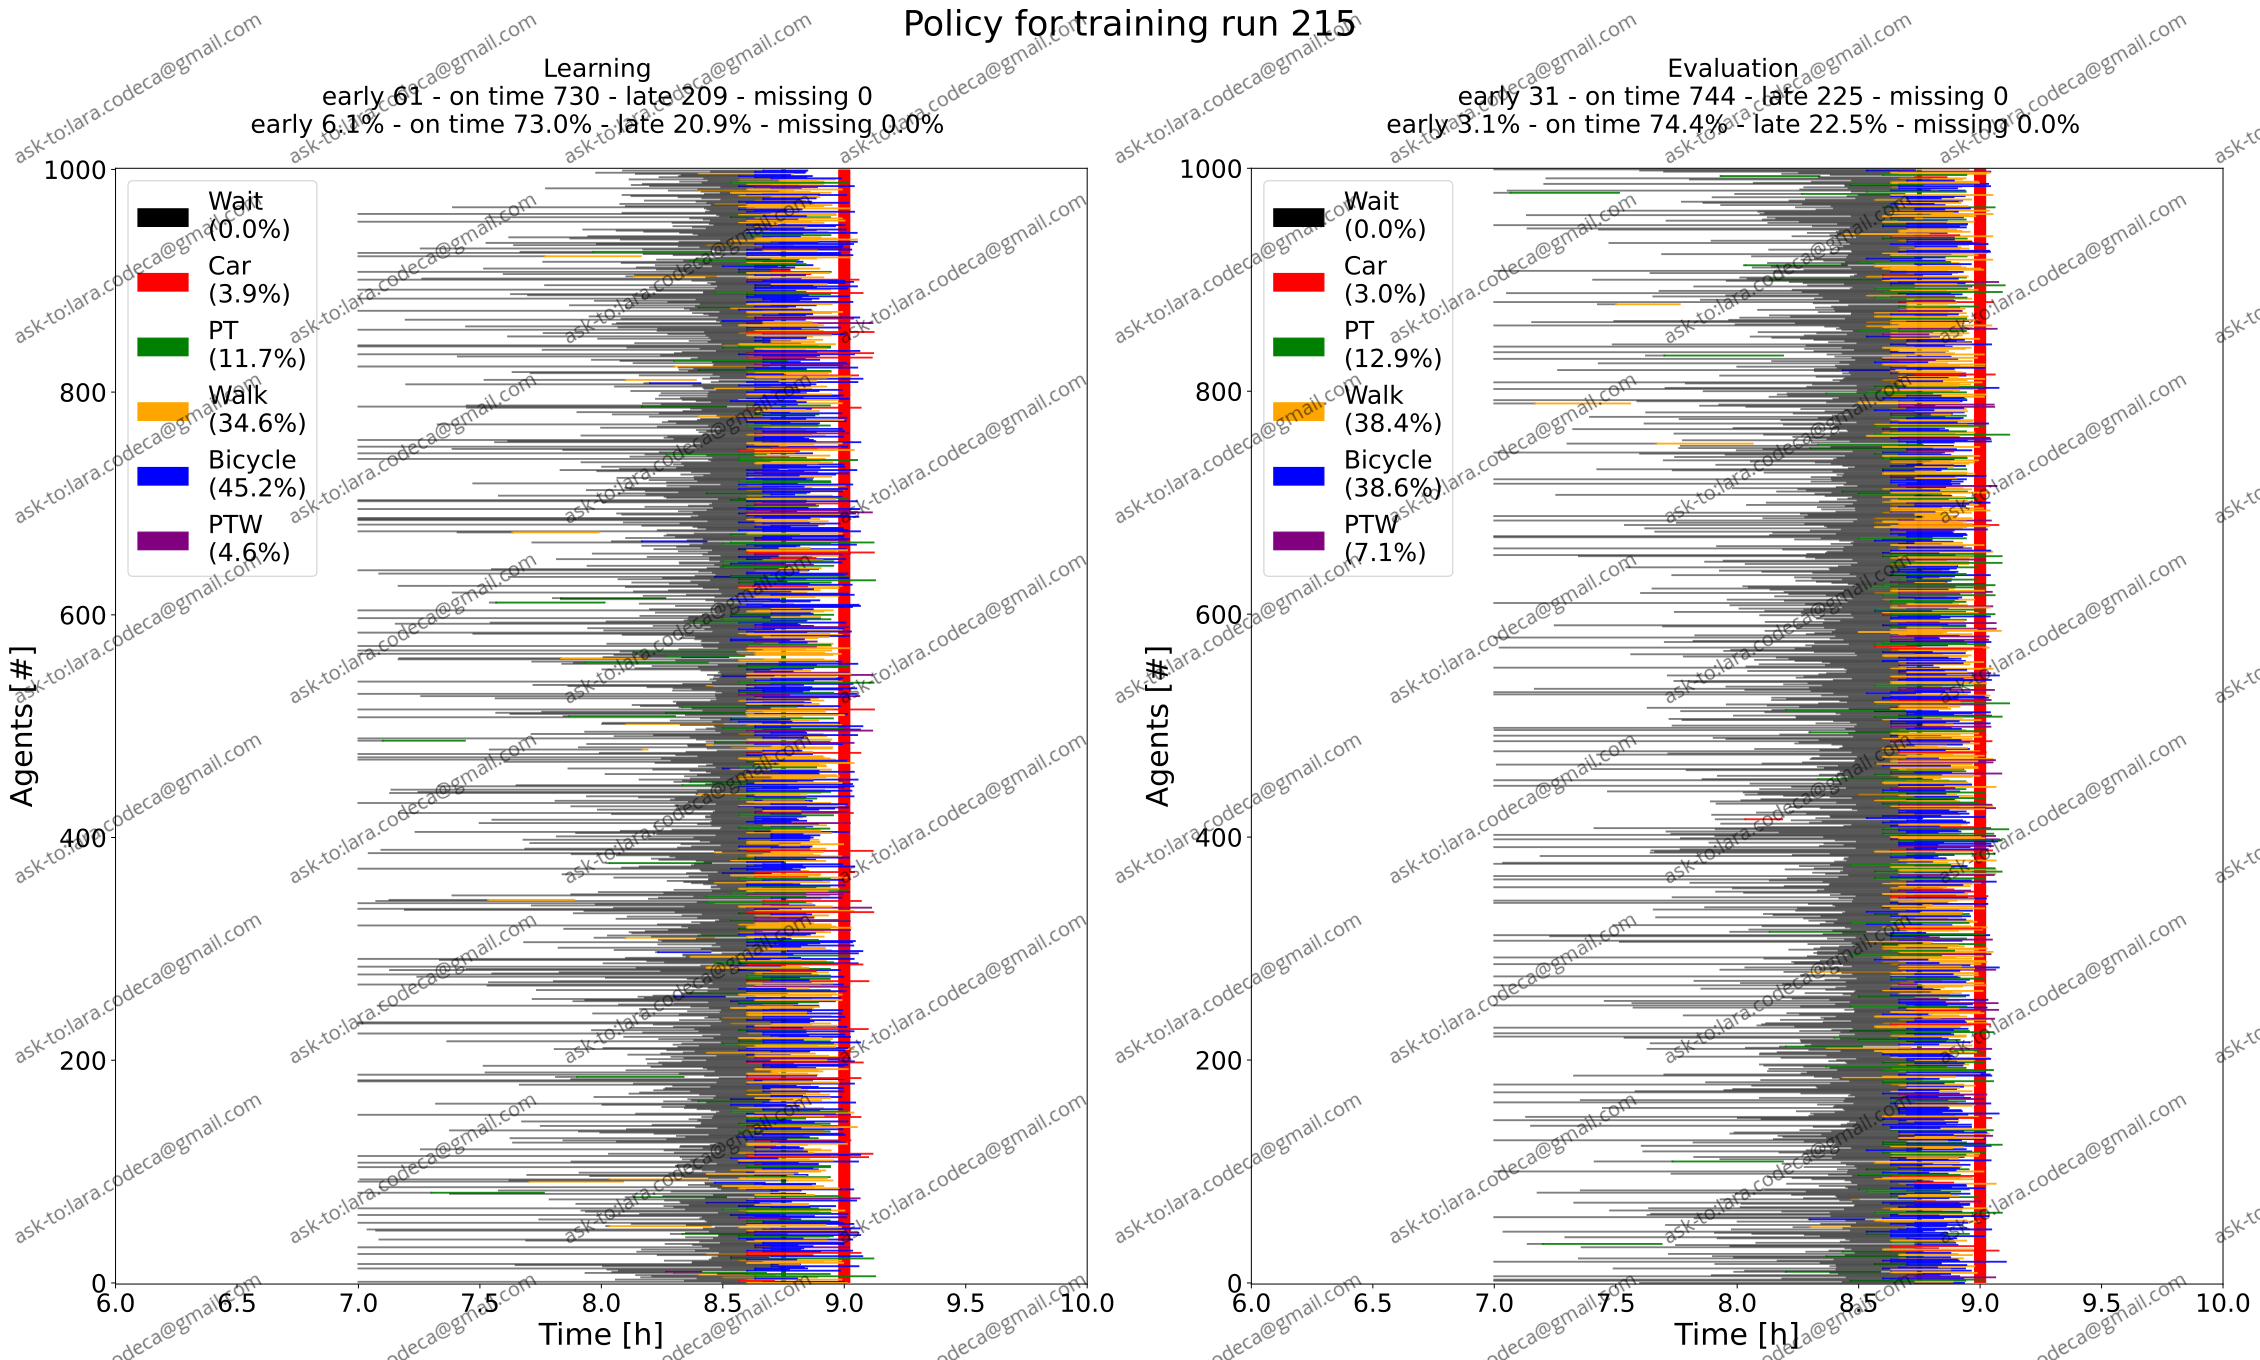 Policy for training run 215
Learning
early 61 - on time 730 - late 209 - missing 0
early 6.1% - on time 73.0% - late 20.9% - missing 0.0%
Evaluation
early 31 - on time 744 - late 225 - missing 0
early 3.1% - on time 74.4% - late 22.5% - missing 0.0%
Wait
(0.0%)
Car
(3.9%)
PT
(11.7%)
Walk
(34.6%)
Bicycle
(45.2%)
PTW
(4.6%)
1000
800
600
400
200
0
Agents [#]
6.0 6.5 7.0 7.5 8.0 8.5 9.0 9.5 10.0
Time [h]
Wait
(0.0%)
Car
(3.0%)
PT
(12.9%)
Walk
(38.4%)
Bicycle
(38.6%)
PTW
(7.1%)
1000
800
600
400
200
0
Agents [#]
6.0 6.5 7.0 7.5 8.0 8.5 9.0 9.5 10.0
Time [h]
ask-to:lara.codeca@gmail.com